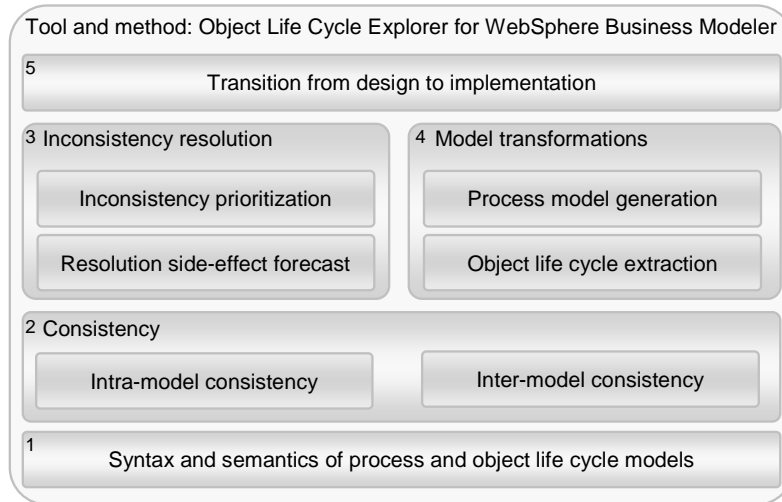 Tool and method: Object Life Cycle Explorer for WebSphere Business Modeler
5
Transition from design to implementation
3 Inconsistency resolution
Inconsistency prioritization
Resolution side-effect forecast
4 Model transformations
Process model generation
Object life cycle extraction
2 Consistency
Intra-model consistency
Inter-model consistency
1
Syntax and semantics of process and object life cycle models